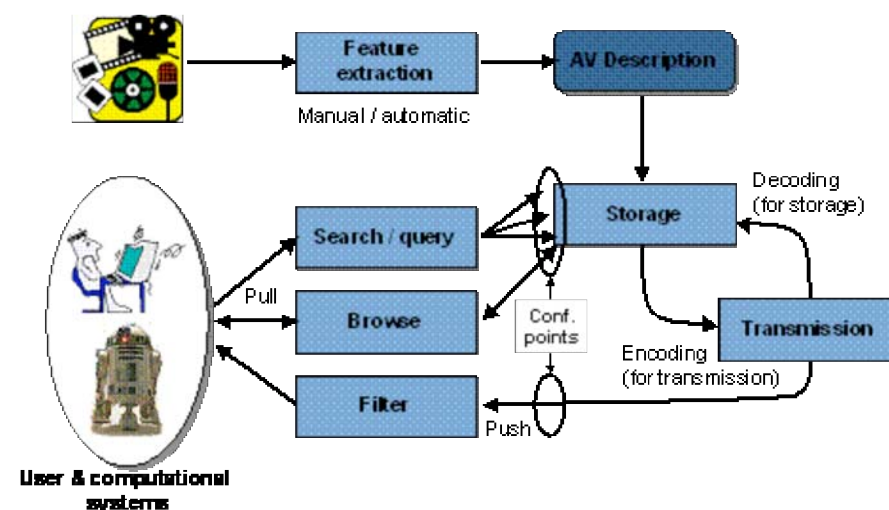 Feature
extraction
AV Description
Manual / automatic
Storage
Decoding
(for storage)
Search / query
Pull
Browse
Conf.
points
Transmission
Encoding
(for transmission)
Filter
Push
User & computational
systems